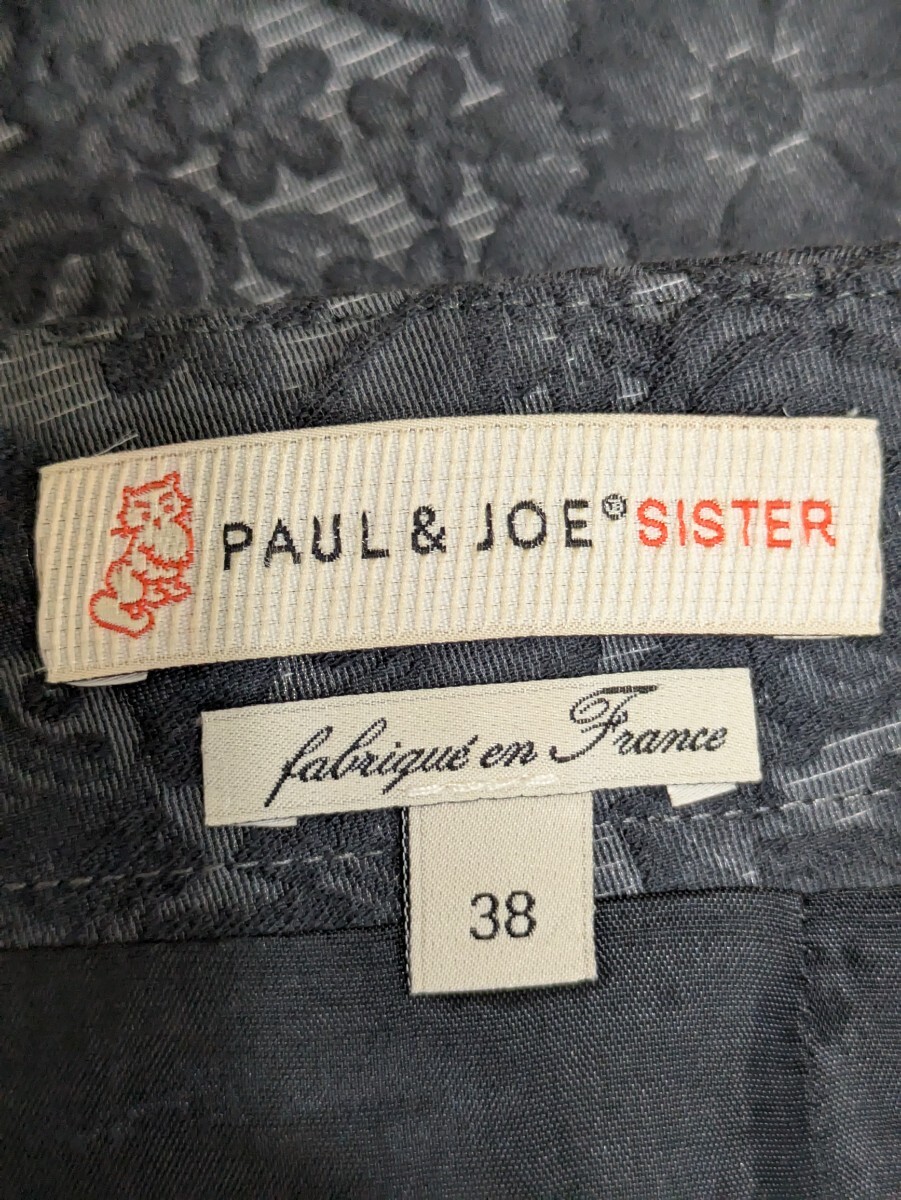 PAUL & JOE® SISTER
fabriqué en France
38